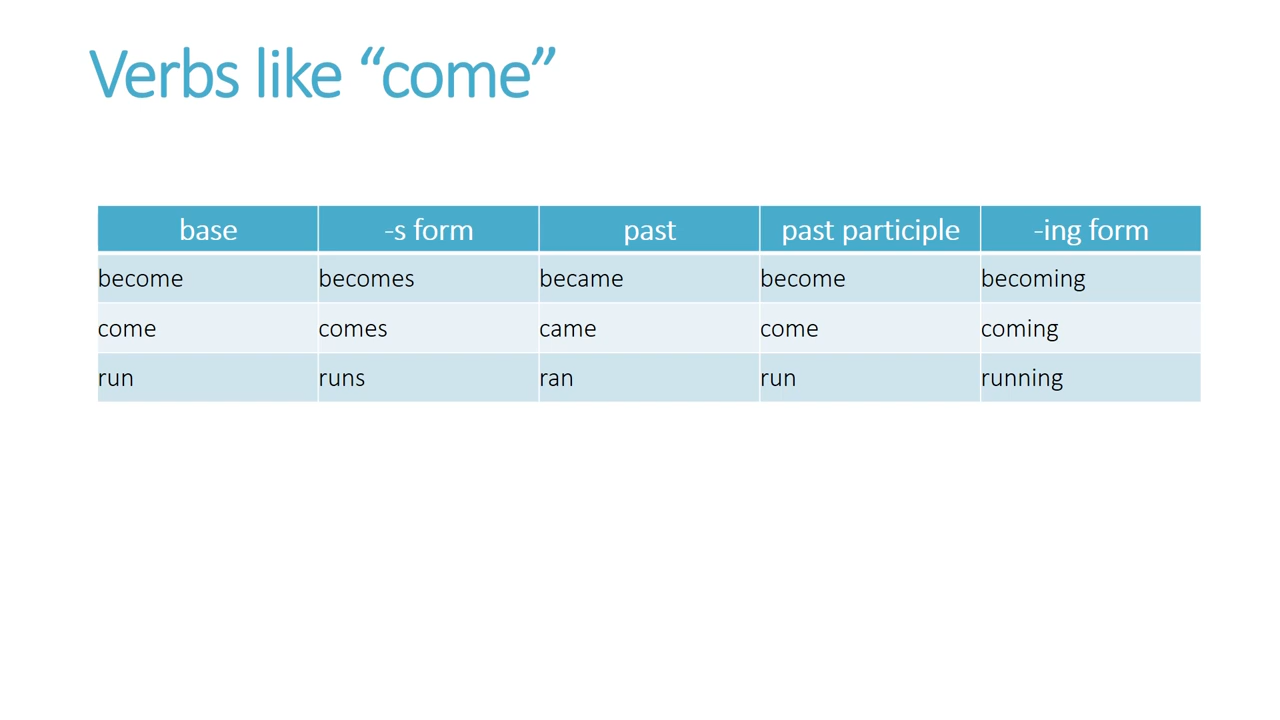 Verbs like “come”
base -s form past past participle -ing form
become becomes became become becoming
come comes came come coming
run runs ran run running